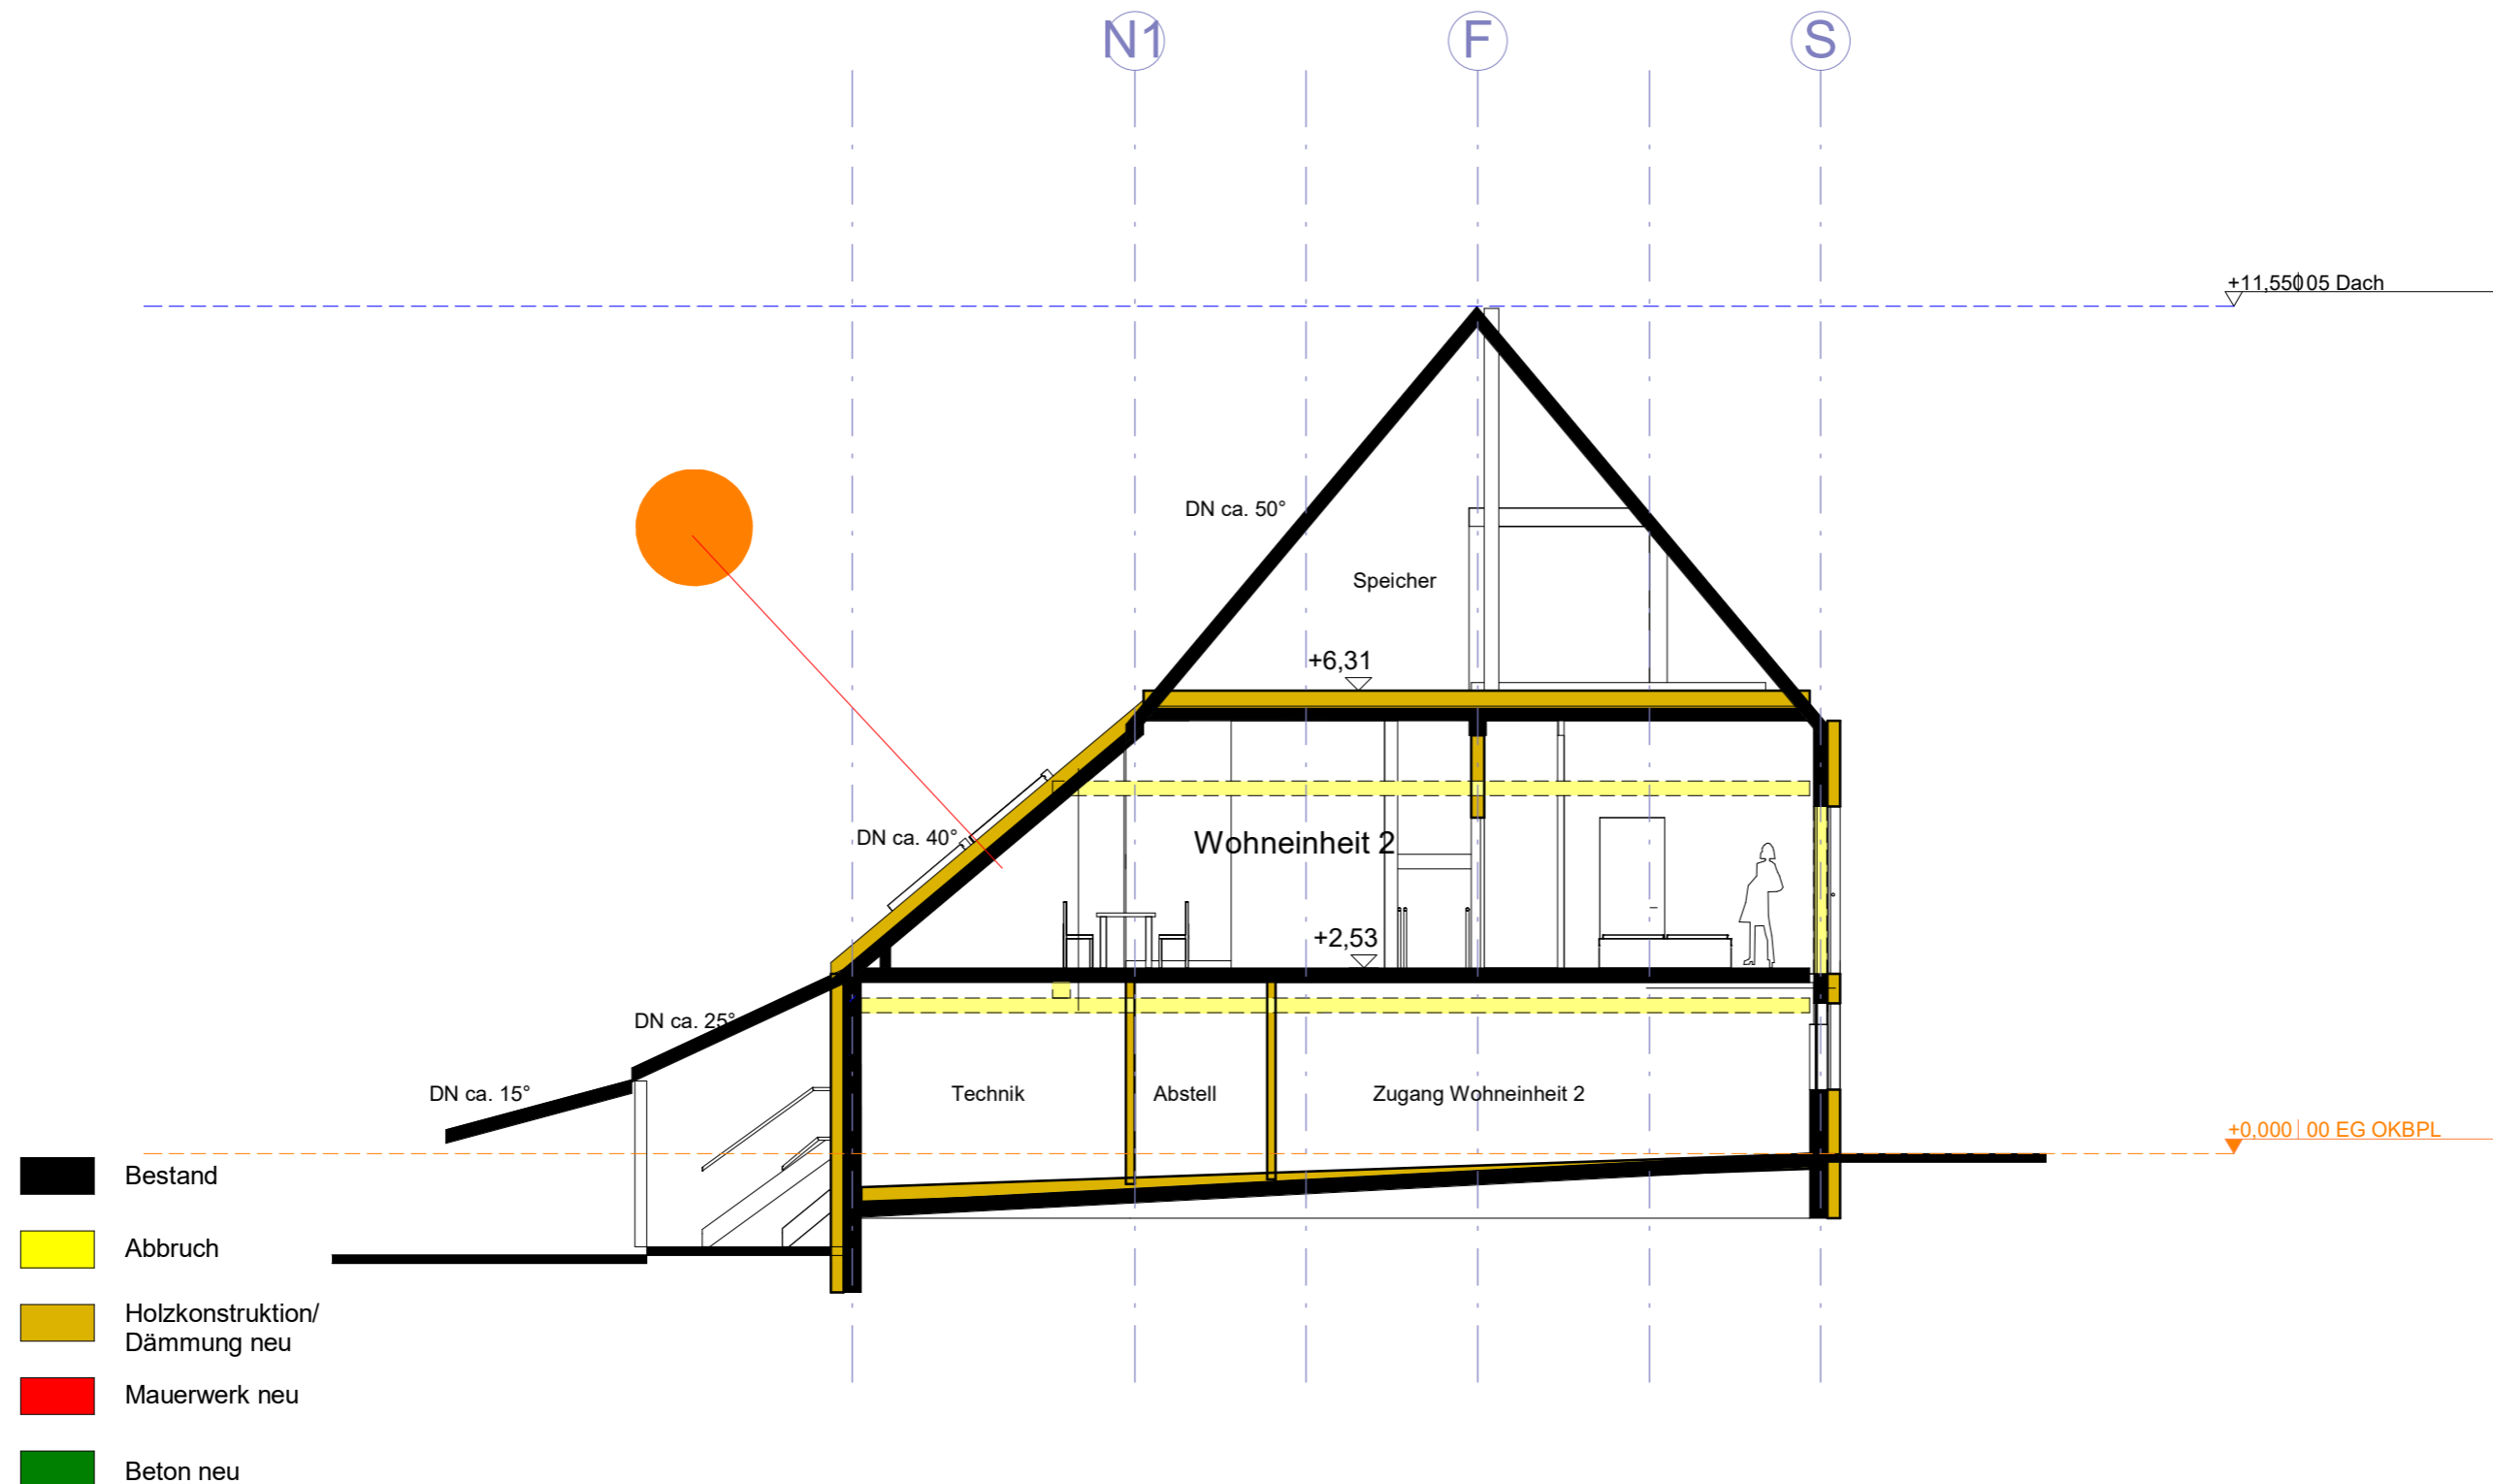 N1
F
S
+11,550 05 Dach
DN ca. 50°
Speicher
+6,31
DN ca. 40°
Wohneinheit 2
+2,53
DN ca. 25°
DN ca. 15°
Technik
Abstell
Zugang Wohneinheit 2
+0,000 00 EG OKBPL
Bestand
Abbruch
Holzkonstruktion/
Dämmung neu
Mauerwerk neu
Beton neu